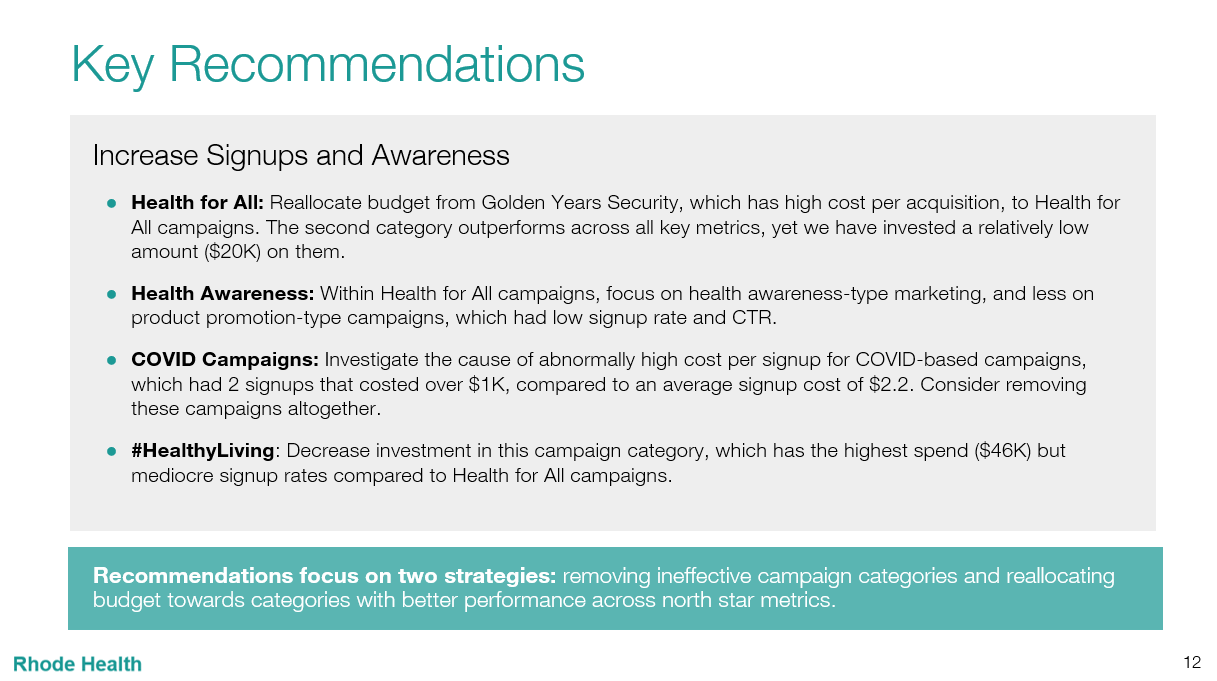 Key Recommendations
Increase Signups and Awareness
● Health for All: Reallocate budget from Golden Years Security, which has high cost per acquisition, to Health for
All campaigns. The second category outperforms across all key metrics, yet we have invested a relatively low
amount ($20K) on them.
● Health Awareness: Within Health for All campaigns, focus on health awareness-type marketing, and less on
product promotion-type campaigns, which had low signup rate and CTR.
● COVID Campaigns: Investigate the cause of abnormally high cost per signup for COVID-based campaigns,
which had 2 signups that costed over $1K, compared to an average signup cost of $2.2. Consider removing
these campaigns altogether.
● #HealthyLiving: Decrease investment in this campaign category, which has the highest spend ($46K) but
mediocre signup rates compared to Health for All campaigns.
Recommendations focus on two strategies: removing ineffective campaign categories and reallocating
budget towards categories with better performance across north star metrics.
Rhode Health
12